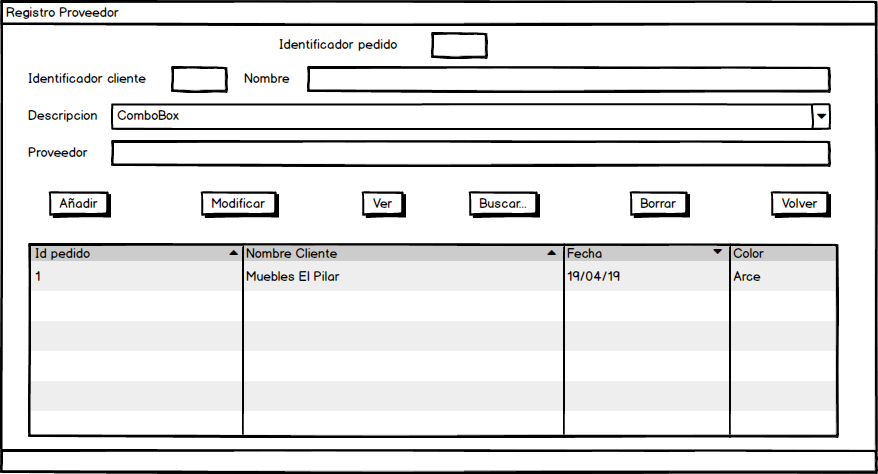 Registro Proveedor
Identificador pedido
Identificador cliente Nombre
Descripcion ComboBox
Proveedor
Añadir Modificar Ver Buscar... Borrar Volver
Id pedido Nombre Cliente Fecha Color
1 Muebles El Pilar 19/04/19 Arce